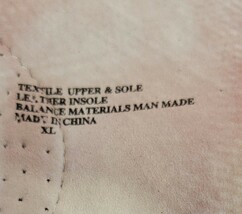 TEXTILE UPPER & SOLE
LEATHER INSOLE
BALANCE MATERIALS MAN MADE
MADE IN CHINA
XL